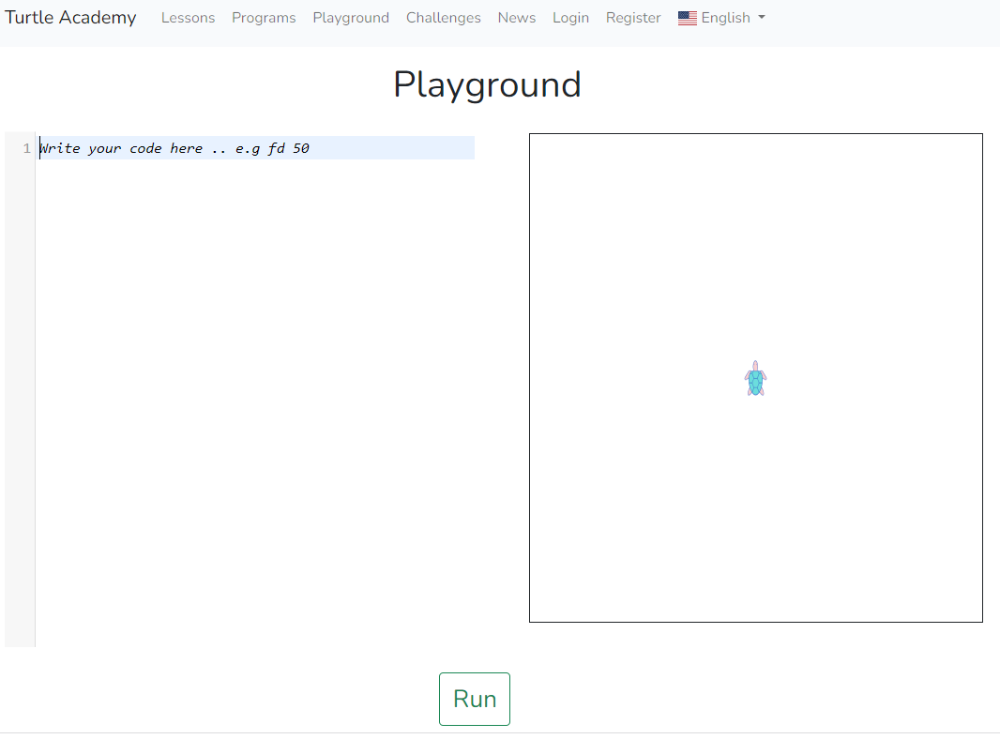 Turtle Academy Lessons Programs Playground Challenges News Login Register English
Playground
1 Write your code here .. e.g fd 50
Run